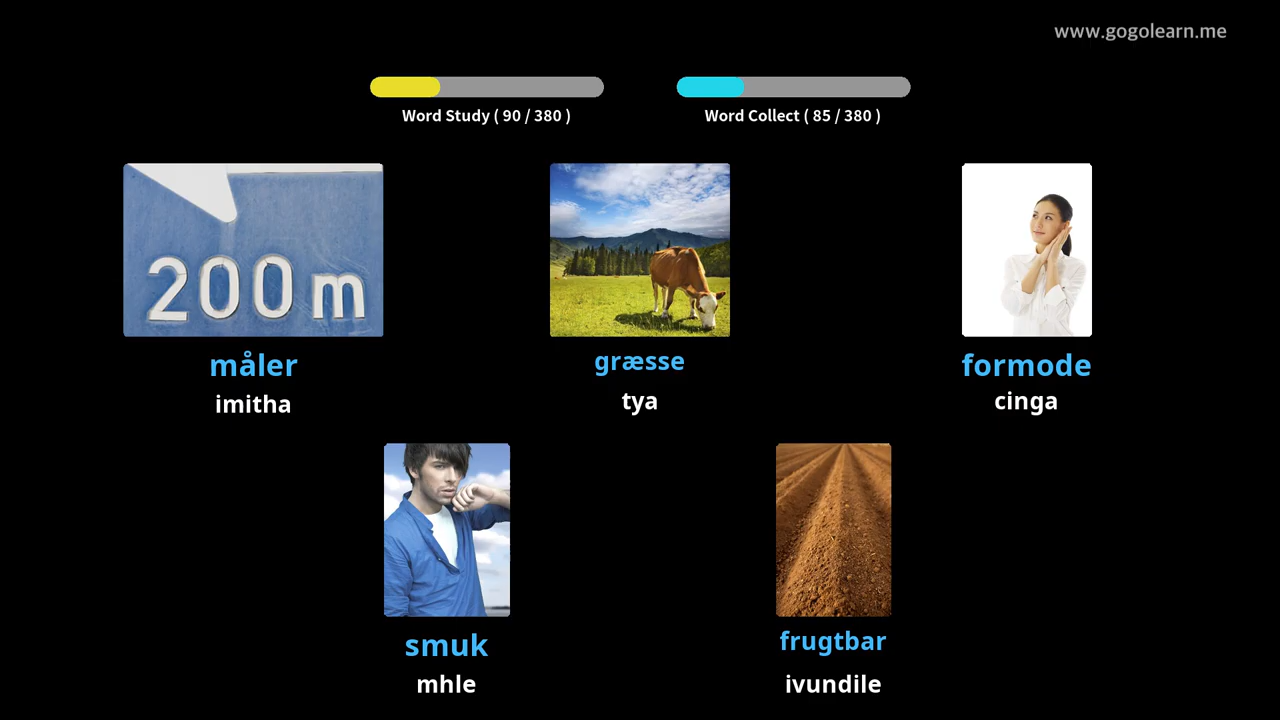 www.gogolearn.me
Word Study ( 90 / 380 )
Word Collect ( 85 / 380 )
200 m
måler
imitha
græsse
tya
formode
cinga
smuk
mhle
frugtbar
ivundile